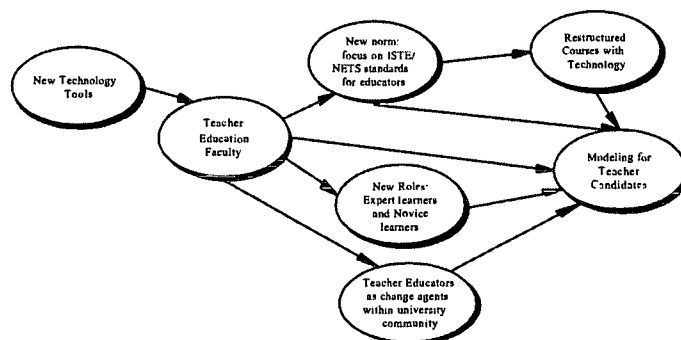 New Technology
Tools
Teacher
Education
Faculty
New norm:
focus on ISTE/
NETS standards
for educators
Restructured
Courses with
Technology
Modeling for
Teacher
Candidates
New Roles:
Expert learners
and Novice
learners
Teacher Educators
as change agents
within university
community